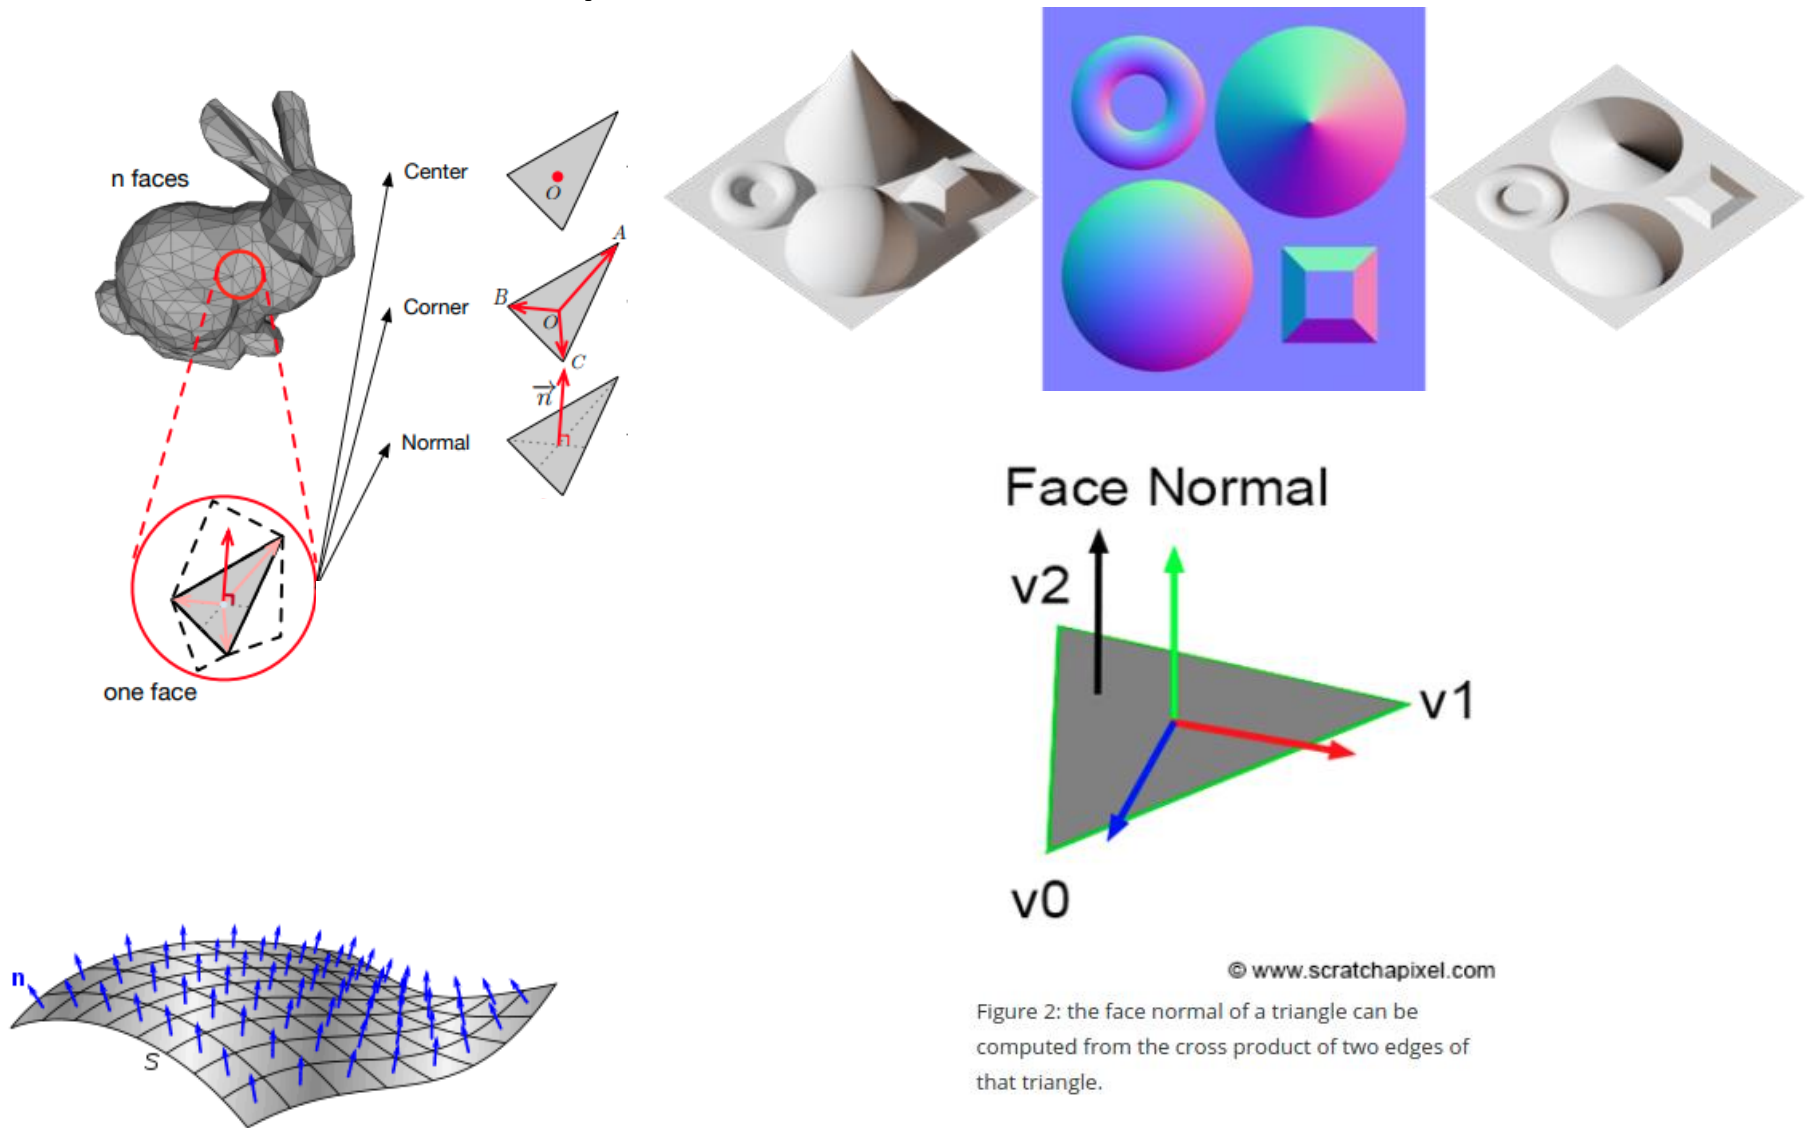 n faces
Center
O
Corner
A
B
O
C
Normal
n
one face
Face Normal
v2
v1
v0
© www.scratchapixel.com
Figure 2: the face normal of a triangle can be
computed from the cross product of two edges of
that triangle.
n
S